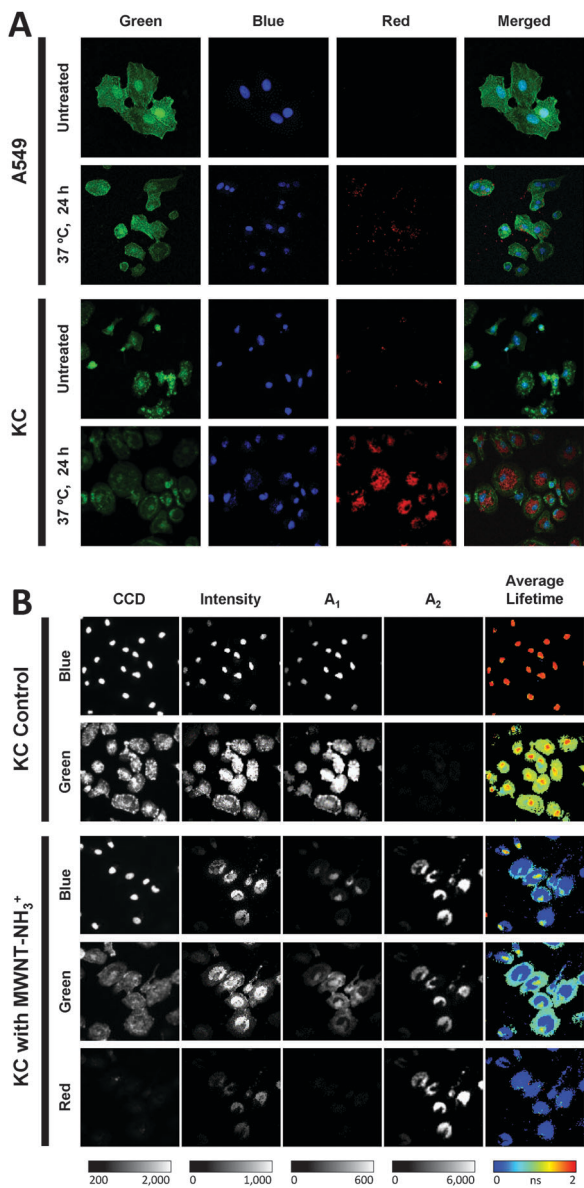 A
Green Blue Red Merged
A549
Untreated
37 ºC, 24 h
KC
Untreated
37 ºC, 24 h
B
CCD Intensity A₁ A₂ Average Lifetime
KC Control
Blue
Green
KC with MWNT-NH₃⁺
Blue
Green
Red
200 2,000 0 1,000 0 600 0 6,000 0 ns 2